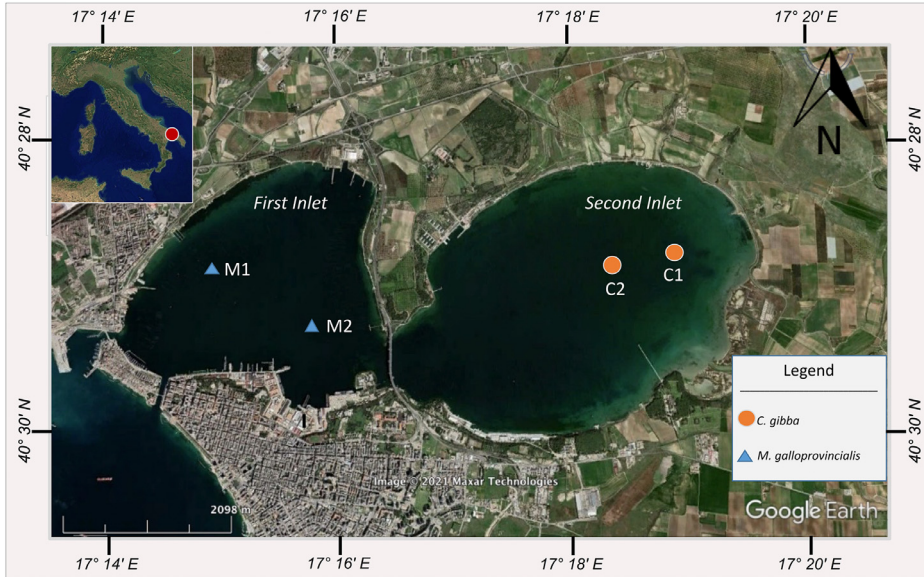 17° 14' E
17° 16' E
17° 18' E
17° 20' E
40° 28' N
40° 28' N
N
First Inlet
Second Inlet
M1
M2
C2
C1
Legend
C. gibba
M. galloprovincialis
40° 30' N
40° 30' N
Image © 2021 Maxar Technologies
2098 m
Google Earth
17° 14' E
17° 16' E
17° 18' E
17° 20' E